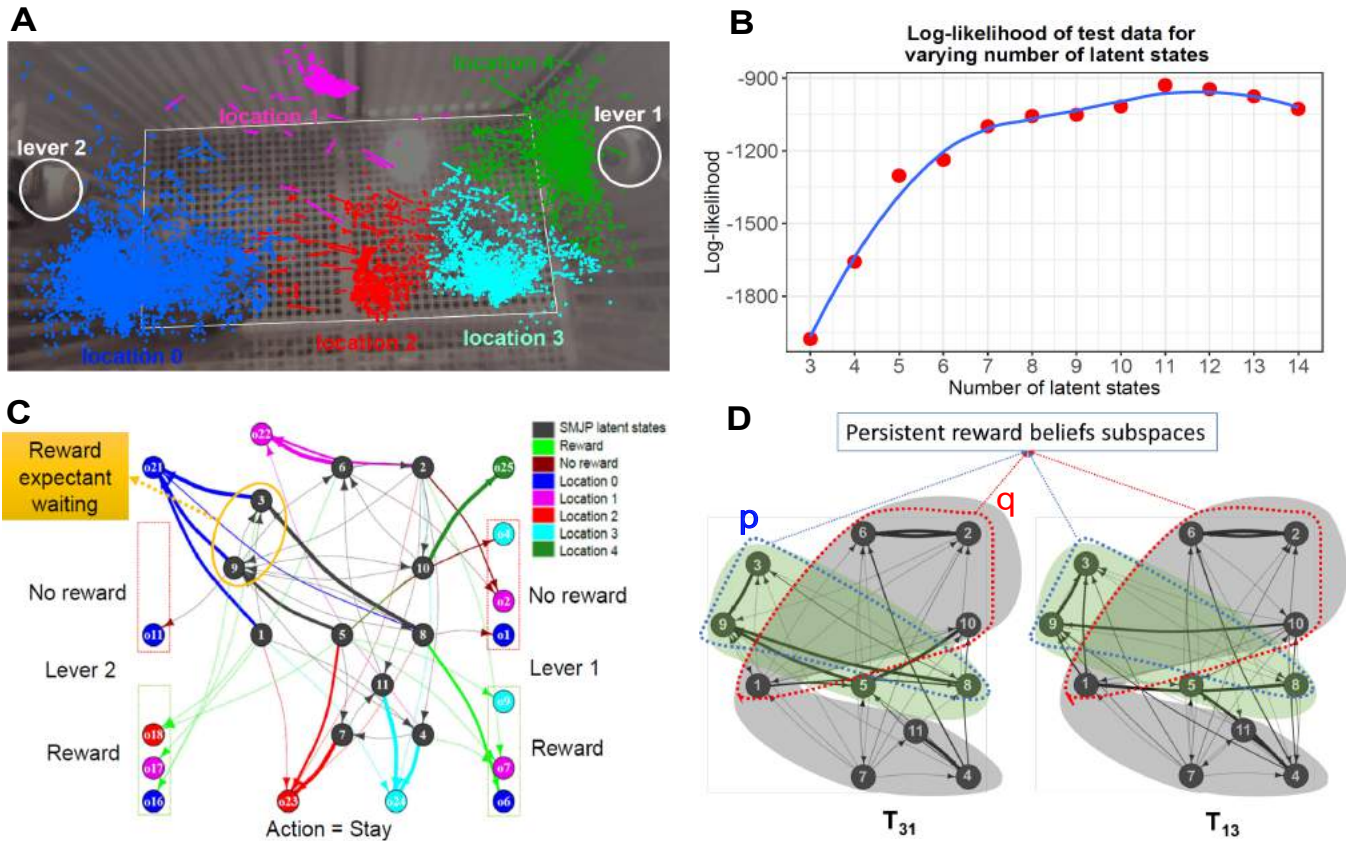 A
location 4
location 1
lever 1
lever 2
location 0
location 2
location 3
B
Log-likelihood of test data for
varying number of latent states
-900
-1200
-1500
-1800
Log-likelihood
3 4 5 6 7 8 9 10 11 12 13 14
Number of latent states
C
Reward
expectant
waiting
SMJP latent states
Reward
No reward
Location 0
Location 1
Location 2
Location 3
Location 4
o22
o21
6
2
o25
3
o4
9
10
No reward
No reward
o2
o11
1
5
8
o1
Lever 2
Lever 1
11
o9
o18
7
4
Reward
Reward
o17
o7
o16
o23
o24
o6
Action = Stay
D
Persistent reward beliefs subspaces
p
q
6
2
3
9
10
1
5
8
11
7
4
T31
6
2
3
9
10
1
5
8
11
7
4
T13